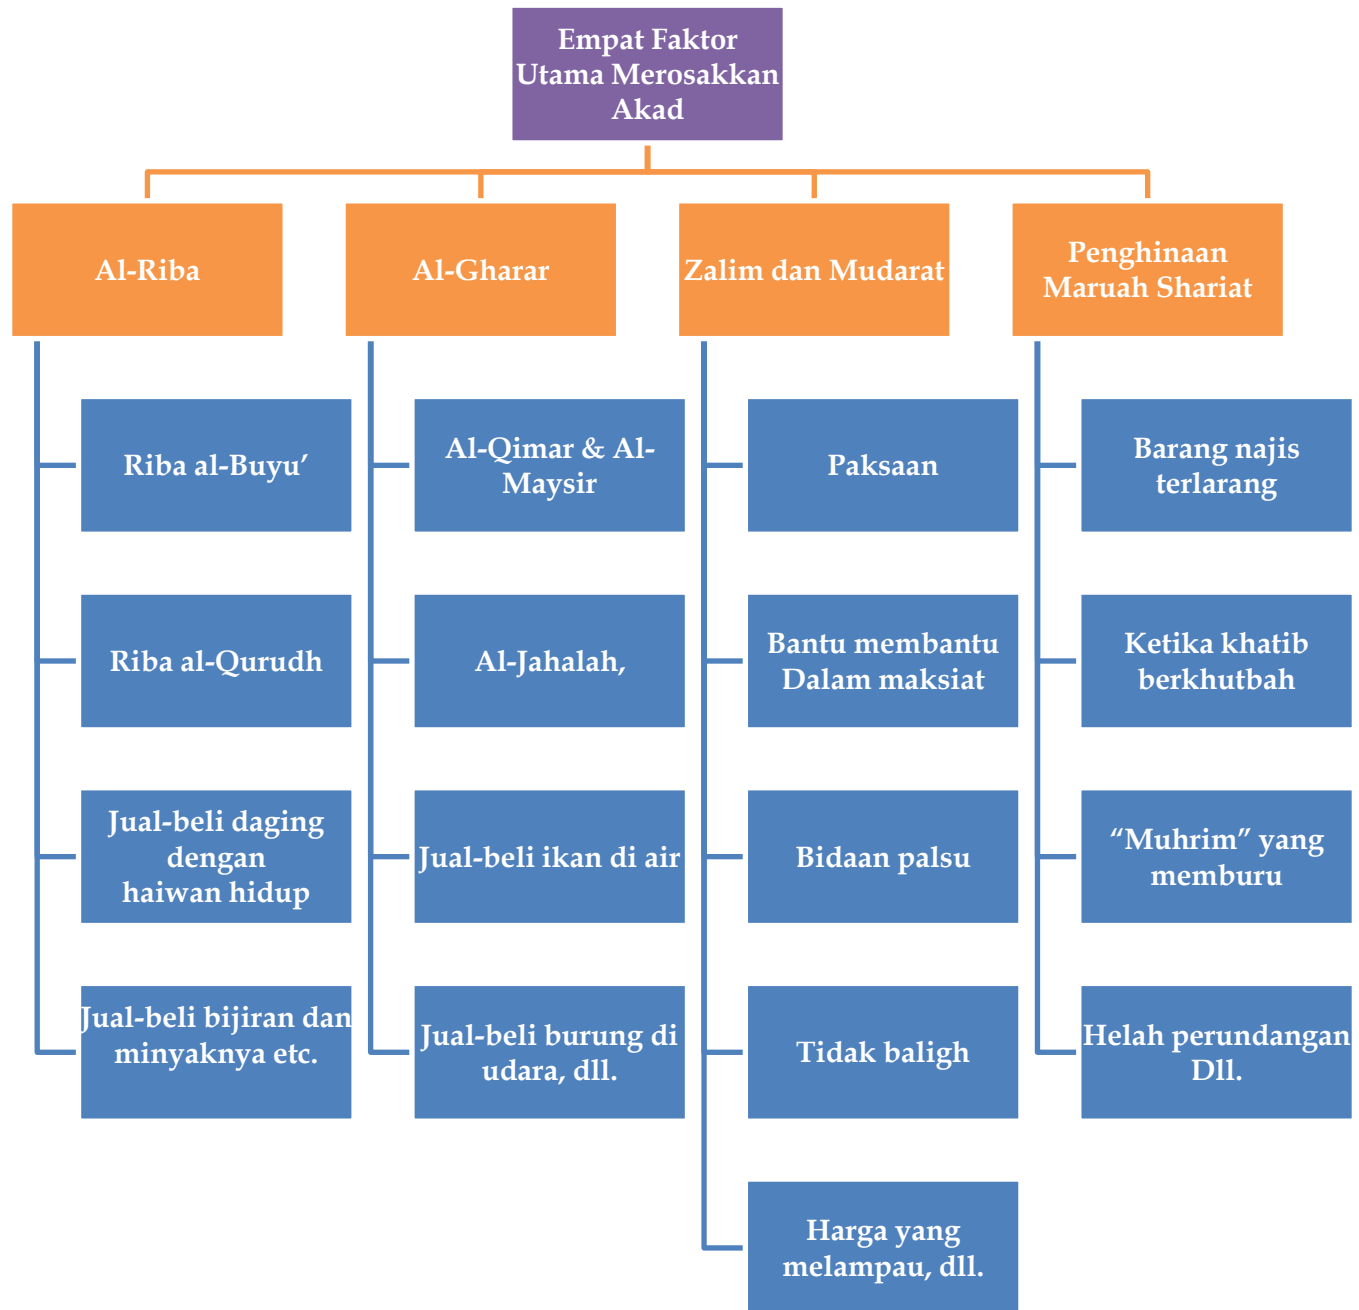 Empat Faktor
Utama Merosakkan
Akad
Al-Riba
Al-Gharar
Zalim dan Mudarat
Penghinaan
Maruah Shariat
Riba al-Buyu’
Riba al-Qurudh
Jual-beli daging
dengan
haiwan hidup
Jual-beli bijiran dan
minyaknya etc.
Al-Qimar & Al-
Maysir
Al-Jahalah,
Jual-beli ikan di air
Jual-beli burung di
udara, dll.
Paksaan
Bantu membantu
Dalam maksiat
Bidaan palsu
Tidak baligh
Harga yang
melampau, dll.
Barang najis
terlarang
Ketika khatib
berkhutbah
“Muhrim” yang
memburu
Helah perundangan
Dll.